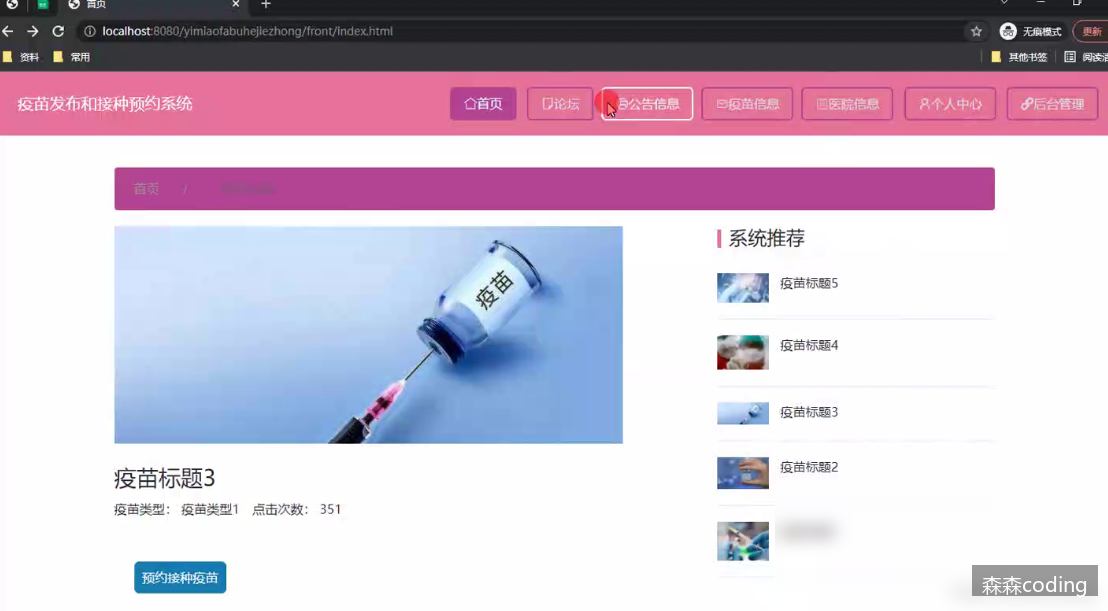 首页
localhost:8080/yimiaofabuhejiezhong/front/index.html
无痕模式
更新
资料
常用
其他书签
疫苗发布和接种预约系统
首页
论坛
公告信息
疫苗信息
医院信息
个人中心
后台管理
首页 /
疫苗
系统推荐
疫苗标题5
疫苗标题4
疫苗标题3
疫苗标题2
疫苗标题3
疫苗类型： 疫苗类型1 点击次数： 351
预约接种疫苗
森森coding